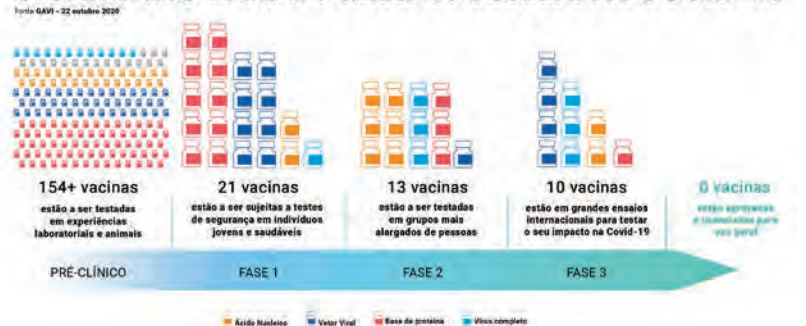 Fonte GAVI – 22 outubro 2020
154+ vacinas
estão a ser testadas
em experiências
laboratoriais e animais
21 vacinas
estão a ser sujeitas a testes
de segurança em indivíduos
jovens e saudáveis
13 vacinas
estão a ser testadas
em grupos mais
alargados de pessoas
10 vacinas
estão em grandes ensaios
internacionais para testar
o seu impacto na Covid-19
0 vacinas
estão aprovadas
e licenciadas para
uso geral
PRÉ-CLÍNICO
FASE 1
FASE 2
FASE 3
Ácido Nucleico
Vetor Viral
Base de proteína
Vírus completo